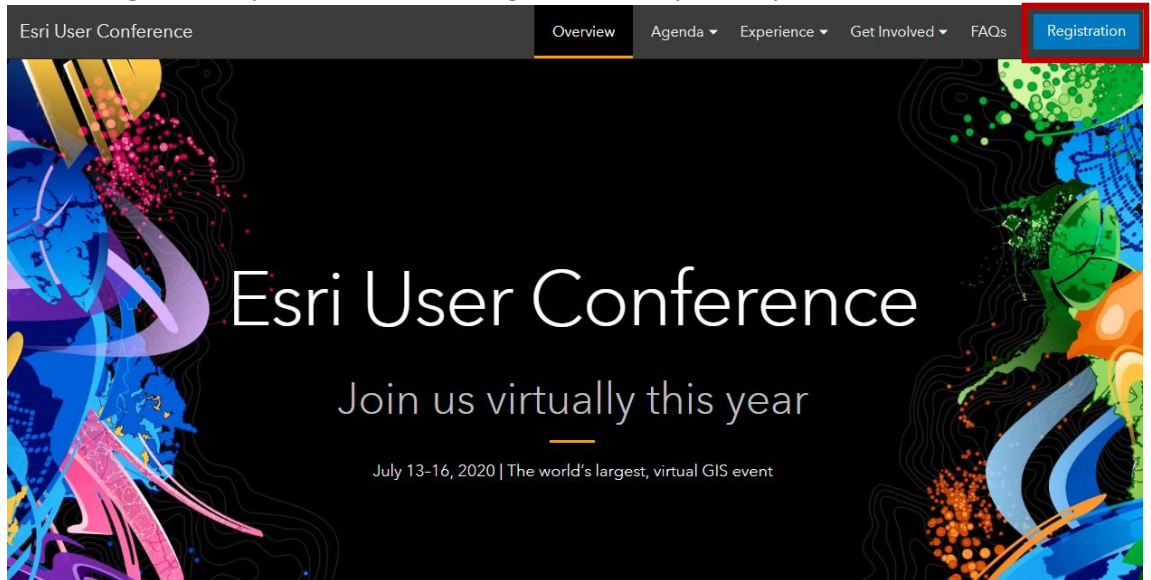 Esri User Conference
Overview
Agenda
Experience
Get Involved
FAQs
Registration
Esri User Conference
Join us virtually this year
July 13-16, 2020 | The world's largest, virtual GIS event